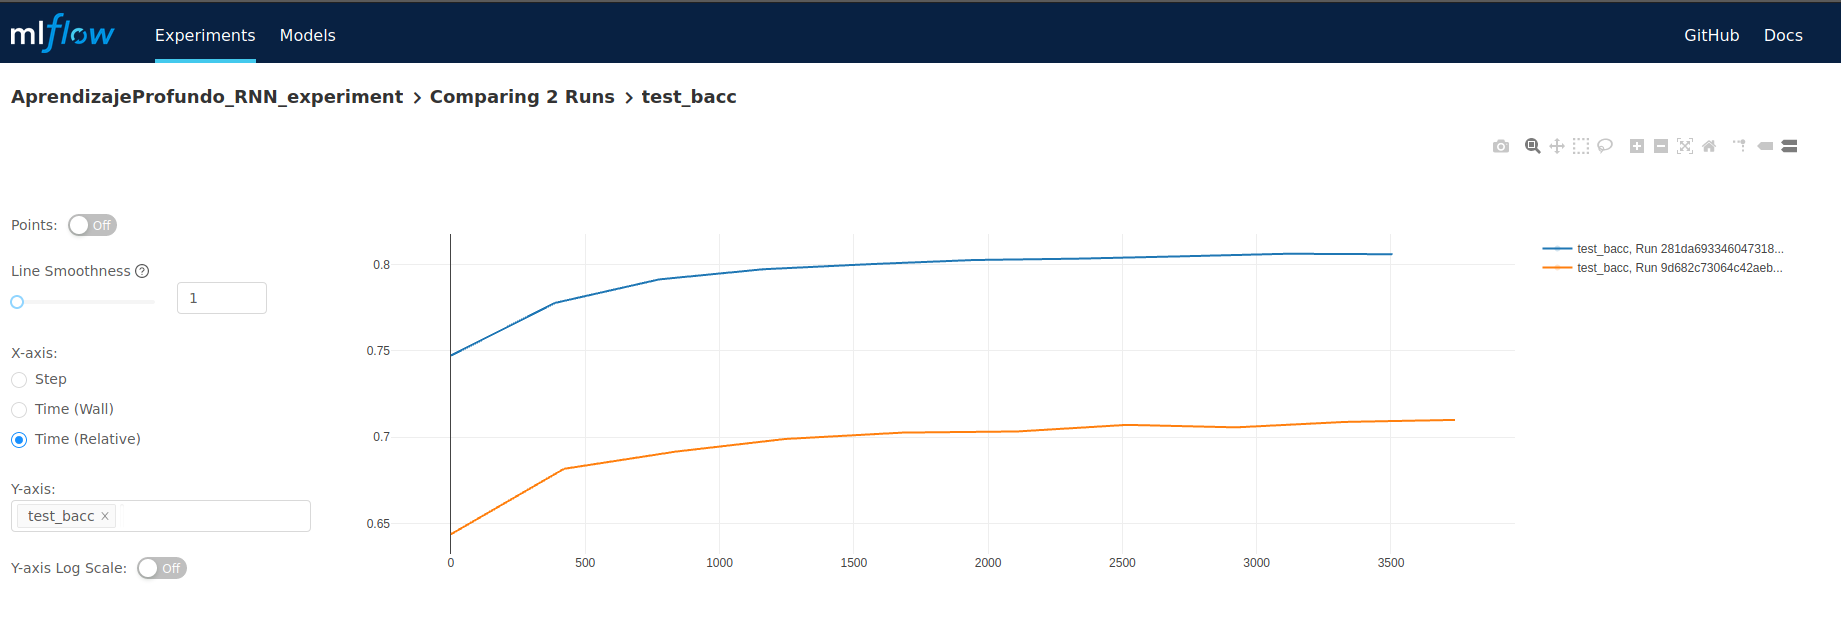 mlflow Experiments Models GitHub Docs
AprendizajeProfundo_RNN_experiment > Comparing 2 Runs > test_bacc
Points: Off
Line Smoothness ?
1
X-axis:
Step
Time (Wall)
Time (Relative)
Y-axis:
test_bacc ×
Y-axis Log Scale: Off
0.8
0.75
0.7
0.65
0 500 1000 1500 2000 2500 3000 3500
test_bacc, Run 281da693346047318...
test_bacc, Run 9d682c73064c42aeb...